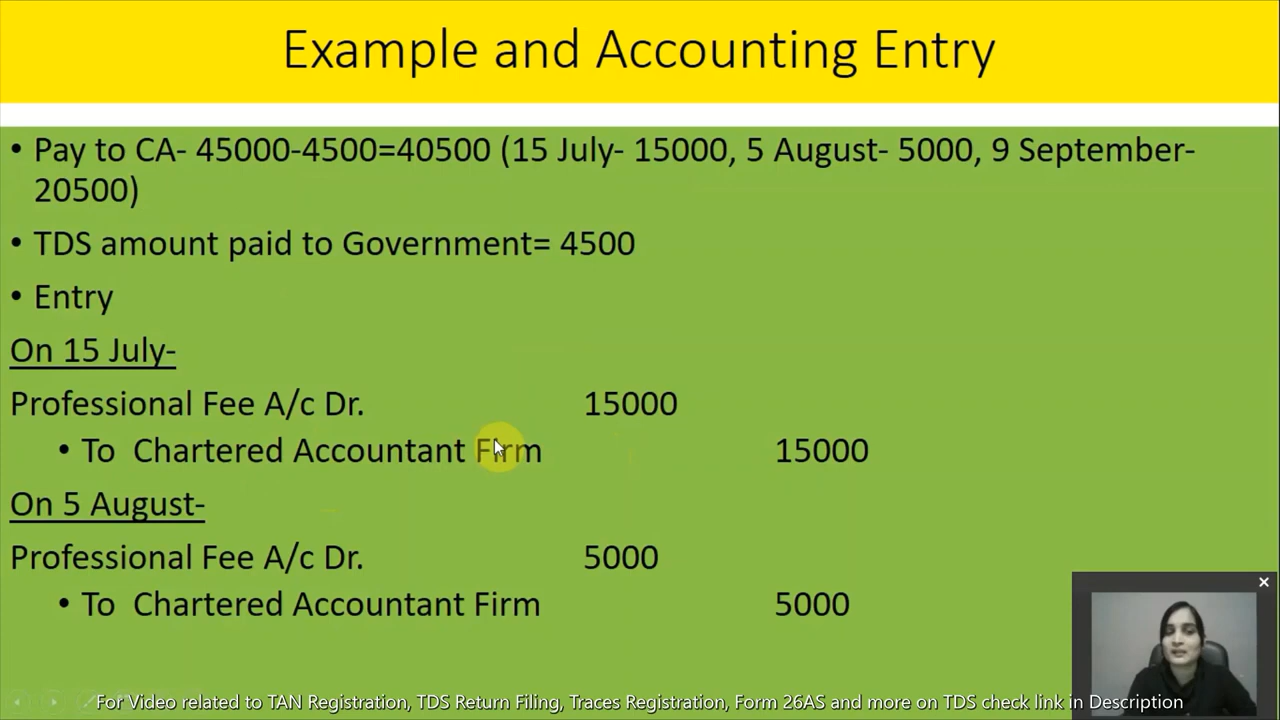 Example and Accounting Entry
• Pay to CA- 45000-4500=40500 (15 July- 15000, 5 August- 5000, 9 September-
20500)
• TDS amount paid to Government= 4500
• Entry
On 15 July-
Professional Fee A/c Dr. 15000
• To Chartered Accountant Firm 15000
On 5 August-
Professional Fee A/c Dr. 5000
• To Chartered Accountant Firm 5000
For Video related to TAN Registration, TDS Return Filing, Traces Registration, Form 26AS and more on TDS check link in Description